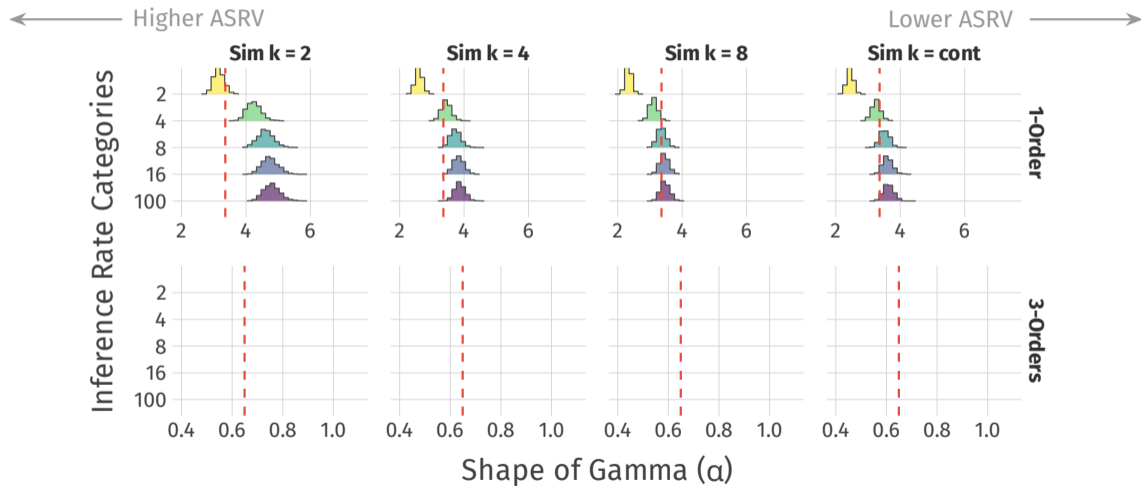 Higher ASRV
Lower ASRV
Sim k = 2
Sim k = 4
Sim k = 8
Sim k = cont
Inference Rate Categories
2
4
8
16
100
2 4 6
2 4 6
2 4 6
2 4 6
1-Order
2
4
8
16
100
0.4 0.6 0.8 1.0
0.4 0.6 0.8 1.0
0.4 0.6 0.8 1.0
0.4 0.6 0.8 1.0
3-Orders
Shape of Gamma (α)